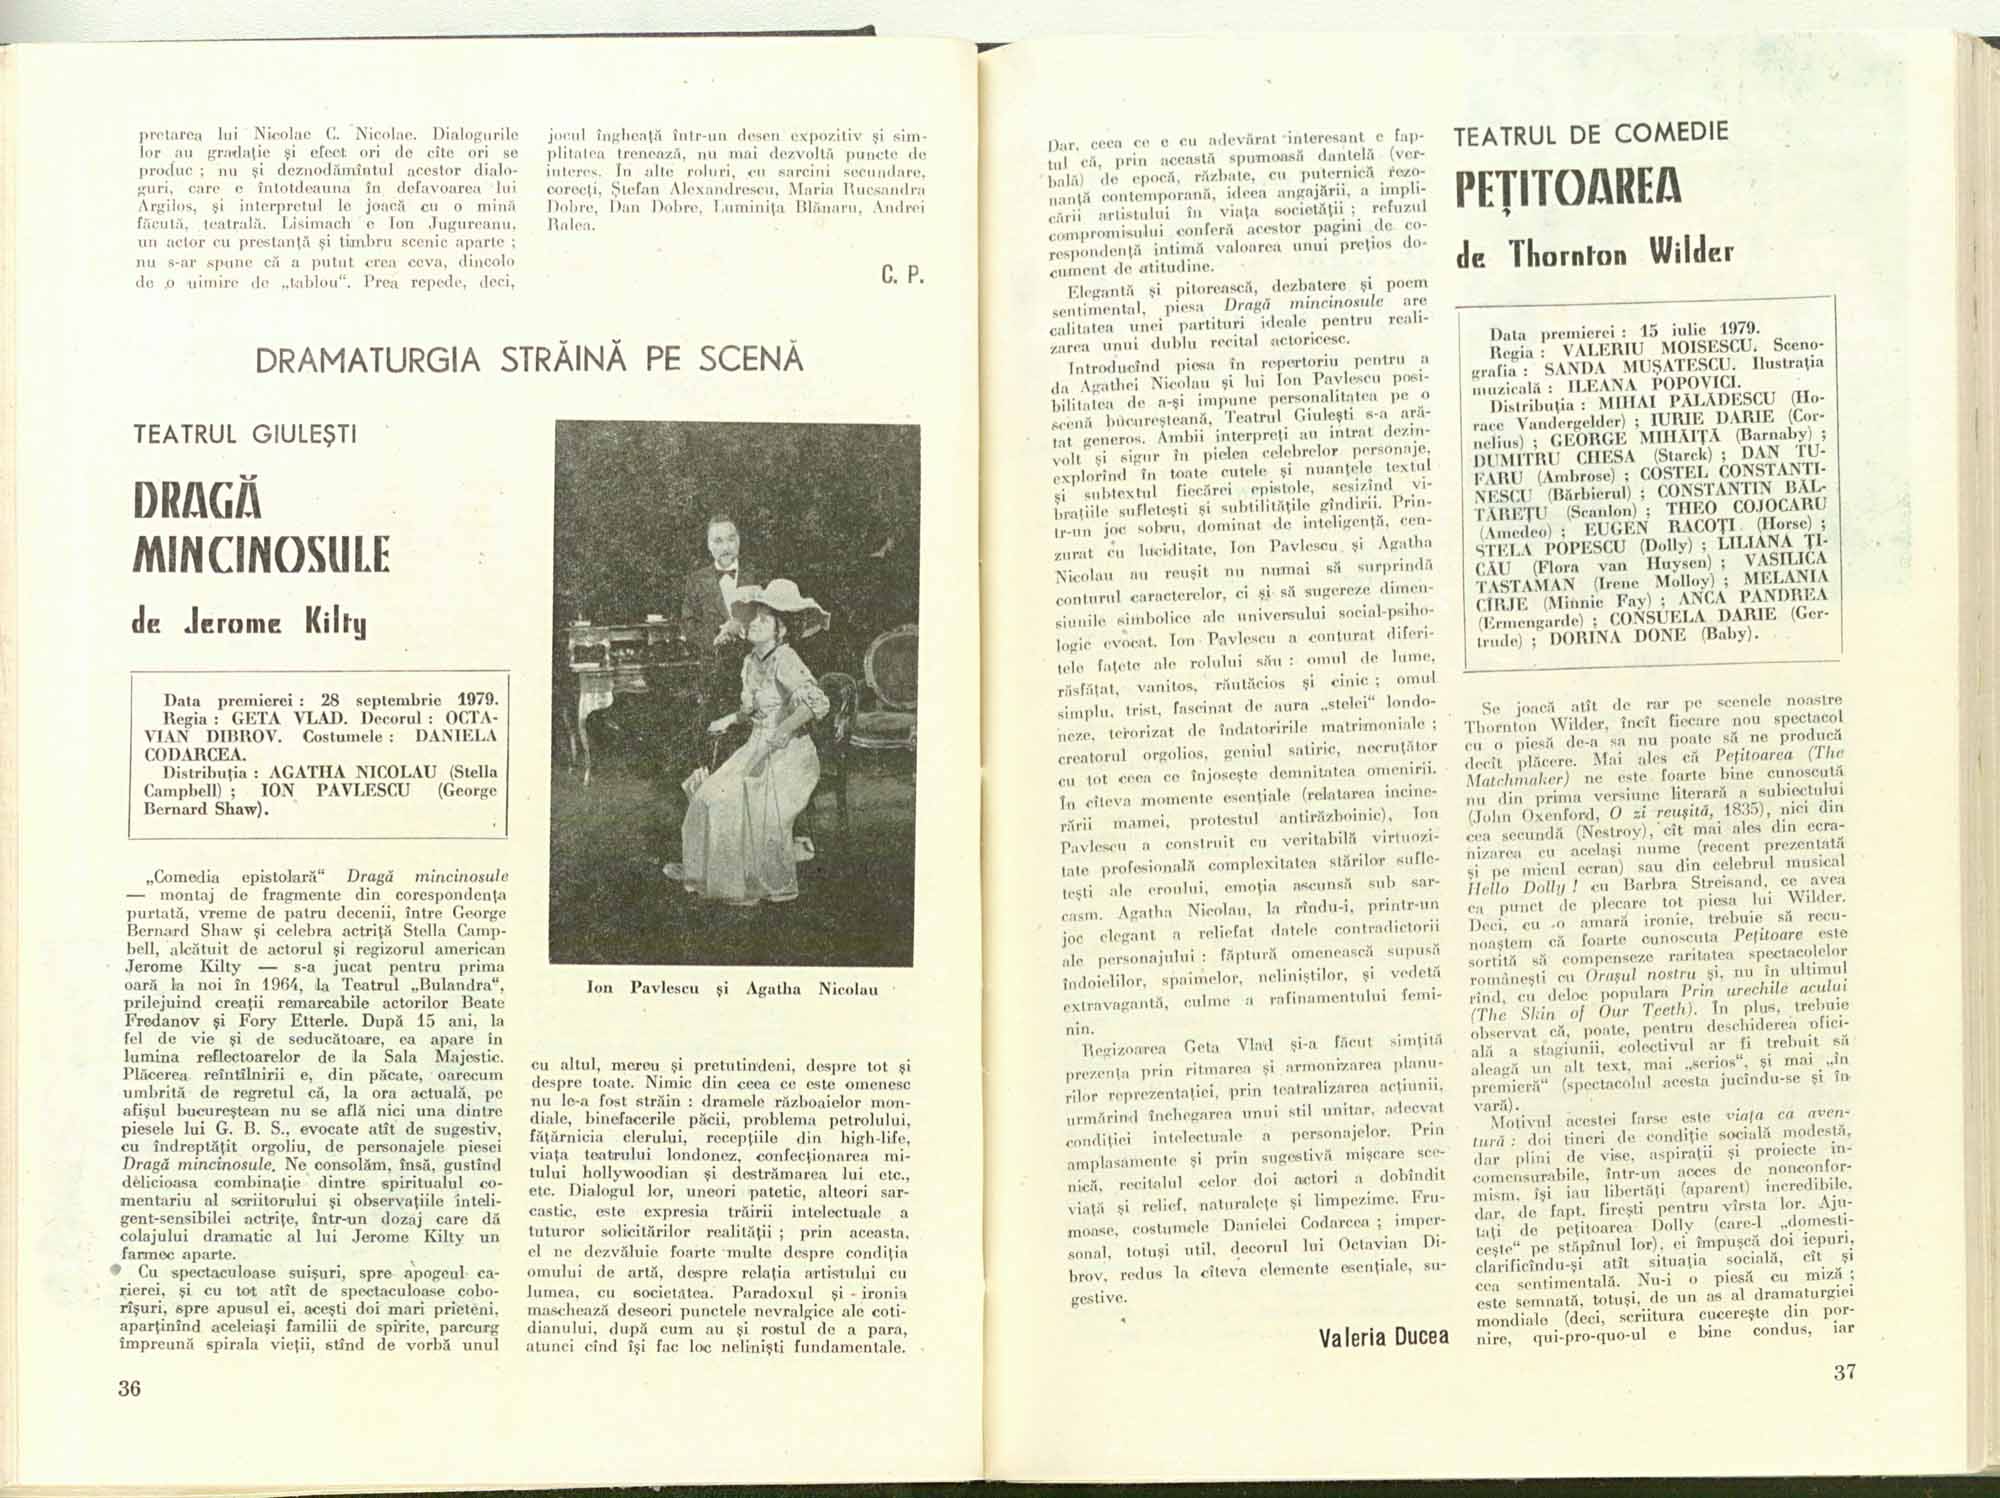 pretarea lui Nicolae C. Nicolae. Dialogurile
lor au gradație și efect ori de cîte ori se
produc ; nu și deznodămîntul acestor dialo-
guri, care e întotdeauna în defavoarea lui
Argilos, și interpretul le joacă cu o mină
făcută, teatrală. Lisimach e Ion Jugureanu,
un actor cu prestanță și timbru scenic aparte ;
nu s-ar spune că a putut crea ceva, dincolo
de o uimire de „tablou“. Prea repede, deci,
jocul îngheață într-un desen expozitiv și sim-
plitatea trenează, nu mai dezvoltă puncte de
interes. În alte roluri, cu sarcini secundare,
corecți, Ștefan Alexandrescu, Maria Rucsandra
Dobre, Dan Dobre, Luminița Blănaru, Andrei
Ralea.
C. P.
DRAMATURGIA STRĂINĂ PE SCENĂ
TEATRUL GIULEȘTI
DRAGĂ
MINCINOSULE
de Jerome Kilty
Data premierei : 28 septembrie 1979.
Regia : GETA VLAD. Decorul : OCTA-
VIAN DIBROV. Costumele : DANIELA
CODARCEA.
Distribuția : AGATHA NICOLAU (Stella
Campbell) ; ION PAVLESCU (George
Bernard Shaw).
„Comedia epistolară“ Dragă mincinosule
— montaj de fragmente din corespondența
purtată, vreme de patru decenii, între George
Bernard Shaw și celebra actriță Stella Camp-
bell, alcătuit de actorul și regizorul american
Jerome Kilty — s-a jucat pentru prima
oară la noi în 1964, la Teatrul „Bulandra“,
prilejuind creații remarcabile actorilor Beate
Fredanov și Fory Etterle. După 15 ani, la
fel de vie și de seducătoare, ea apare în
lumina reflectoarelor de la Sala Majestic.
Plăcerea reîntîlnirii e, din păcate, oarecum
umbrită de regretul că, la ora actuală, pe
afișul bucureștean nu se află nici una dintre
piesele lui G. B. S., evocate atît de sugestiv,
cu îndreptățit orgoliu, de personajele piesei
Dragă mincinosule. Ne consolăm, însă, gustînd
delicioasa combinație dintre spiritualul co-
mentariu al scriitorului și observațiile inteli-
gent-sensibilei actrițe, într-un dozaj care dă
colajului dramatic al lui Jerome Kilty un
farmec aparte.
Cu spectaculoase suișuri, spre apogeul ca-
rierei, și cu tot atît de spectaculoase cobo-
rîșuri, spre apusul ei, acești doi mari prieteni,
aparținînd aceleiași familii de spirite, parcurg
împreună spirala vieții, stînd de vorbă unul
Ion Pavlescu și Agatha Nicolau
cu altul, mereu și pretutindeni, despre tot și
despre toate. Nimic din ceea ce este omenesc
nu le-a fost străin : dramele războaielor mon-
diale, binefacerile păcii, problema petrolului,
fățărnicia clerului, recepțiile din high-life,
viața teatrului londonez, confecționarea mi-
tului hollywoodian și destrămarea lui etc.,
etc. Dialogul lor, uneori patetic, alteori sar-
castic, este expresia trăirii intelectuale a
tuturor solicitărilor realității ; prin aceasta,
el ne dezvăluie foarte multe despre condiția
omului de artă, despre relația artistului cu
lumea, cu societatea. Paradoxul și ironia
maschează deseori punctele nevralgice ale coti-
dianului, după cum au și rostul de a para,
atunci cînd își fac loc neliniști fundamentale.
36
Dar, ceea ce e cu adevărat interesant e fap-
tul că, prin această spumoasă dantelă (ver-
bală) de epocă, răzbate, cu puternică rezo-
nanță contemporană, ideea angajării, a impli-
cării artistului în viața societății ; refuzul
compromisului conferă acestor pagini de co-
respondență intimă valoarea unui prețios do-
cument de atitudine.
Elegantă și pitorească, dezbatere și poem
sentimental, piesa Dragă mincinosule are
calitatea unei partituri ideale pentru reali-
zarea unui dublu recital actoricesc.
Introducînd piesa în repertoriu pentru a
da Agathei Nicolau și lui Ion Pavlescu posi-
bilitatea de a-și impune personalitatea pe o
scenă bucureșteană, Teatrul Giulești s-a ară-
tat generos. Ambii interpreți au intrat dezin-
volt și sigur în pielea celebrelor personaje,
explorînd în toate cutele și nuanțele textul
și subtextul fiecărei epistole, sesizînd vi-
brațiile sufletești și subtilitățile gîndirii. Prin-
tr-un joc sobru, dominat de inteligență, cen-
zurat cu luciditate, Ion Pavlescu și Agatha
Nicolau au reușit nu numai să surprindă
conturul caracterelor, ci și să sugereze dimen-
siunile simbolice ale universului social-psiho-
logic evocat. Ion Pavlescu a conturat diferi-
tele fațete ale rolului său : omul de lume,
răsfățat, vanitos, răutăcios și cinic ; omul
simplu, trist, fascinat de aura „stelei“ londo-
neze, terorizat de îndatoririle matrimoniale ;
creatorul orgolios, geniul satiric, necruțător
cu tot ceea ce înjosește demnitatea omenirii.
În cîteva momente esențiale (relatarea incine-
rării mamei, protestul antirăzboinic), Ion
Pavlescu a construit cu veritabilă virtuozi-
tate profesională complexitatea stărilor sufle-
tești ale eroului, emoția ascunsă sub sar-
casm. Agatha Nicolau, la rîndu-i, printr-un
joc elegant a reliefat datele contradictorii
ale personajului : făptură omenească supusă
îndoielilor, spaimelor, neliniștilor, și vedetă
extravagantă, culme a rafinamentului femi-
nin.
Regizoarea Geta Vlad și-a făcut simțită
prezența prin ritmarea și armonizarea planu-
rilor reprezentației, prin teatralizarea acțiunii,
urmărind închegarea unui stil unitar, adecvat
condiției intelectuale a personajelor. Prin
amplasamente și prin sugestivă mișcare sce-
nică, recitalul celor doi actori a dobîndit
viață și relief, naturalețe și limpezime. Fru-
moase, costumele Danielei Codarcea ; imper-
sonal, totuși util, decorul lui Octavian Di-
brov, redus la cîteva elemente esențiale, su-
gestive.
Valeria Ducea
TEATRUL DE COMEDIE
PEȚITOAREA
de Thornton Wilder
Data premierei : 15 iulie 1979.
Regia : VALERIU MOISESCU. Sceno-
grafia : SANDA MUȘATESCU. Ilustrația
muzicală : ILEANA POPOVICI.
Distribuția : MIHAI PĂLĂDESCU (Ho-
race Vandergelder) ; IURIE DARIE (Cor-
nelius) ; GEORGE MIHĂIȚĂ (Barnaby) ;
DUMITRU CHESA (Starck) ; DAN TU-
FARU (Ambrose) ; COSTEL CONSTANTI-
NESCU (Bărbierul) ; CONSTANTIN BĂL-
TĂREȚU (Scanlon) ; THEO COJOCARU
(Amedeo) ; EUGEN RACOȚI (Horse) ;
STELA POPESCU (Dolly) ; LILIANA ȚI-
CĂU (Flora van Huysen) ; VASILICA
TASTAMAN (Irene Molloy) ; MELANIA
CÎRJE (Minnie Fay) ; ANCA PANDREA
(Ermengarde) ; CONSUELA DARIE (Ger-
trude) ; DORINA DONE (Baby).
Se joacă atît de rar pe scenele noastre
Thornton Wilder, încît fiecare nou spectacol
cu o piesă de-a sa nu poate să ne producă
decît plăcere. Mai ales că Pețitoarea (The
Matchmaker) ne este foarte bine cunoscută
nu din prima versiune literară a subiectului
(John Oxenford, O zi reușită, 1835), nici din
cea secundă (Nestroy), cît mai ales din ecra-
nizarea cu același nume (recent prezentată
și pe micul ecran) sau din celebrul musical
Hello Dolly ! cu Barbra Streisand, ce avea
ca punct de plecare tot piesa lui Wilder.
Deci, cu o amară ironie, trebuie să recu-
noaștem că foarte cunoscuta Pețitoare este
sortită să compenseze raritatea spectacolelor
românești cu Orașul nostru și, nu în ultimul
rînd, cu deloc populara Prin urechile acului
(The Skin of Our Teeth). În plus, trebuie
observat că, poate, pentru deschiderea ofici-
ală a stagiunii, colectivul ar fi trebuit să
aleagă un alt text, mai „serios“, și mai „în
premieră“ (spectacolul acesta jucîndu-se și în
vară).
Motivul acestei farse este viața ca aven-
tură : doi tineri de condiție socială modestă,
dar plini de vise, aspirații și proiecte in-
comensurabile, într-un acces de nonconfor-
mism, își iau libertăți (aparent) incredibile,
dar, de fapt, firești pentru vîrsta lor. Aju-
tați de pețitoarea Dolly (care-l „domesti-
cește“ pe stăpînul lor), ei împușcă doi iepuri,
clarificîndu-și atît situația socială, cît și
cea sentimentală. Nu-i o piesă cu miză ;
este semnată, totuși, de un as al dramaturgiei
mondiale (deci, scriitura cucerește din por-
nire, qui-pro-quo-ul e bine condus, iar
37